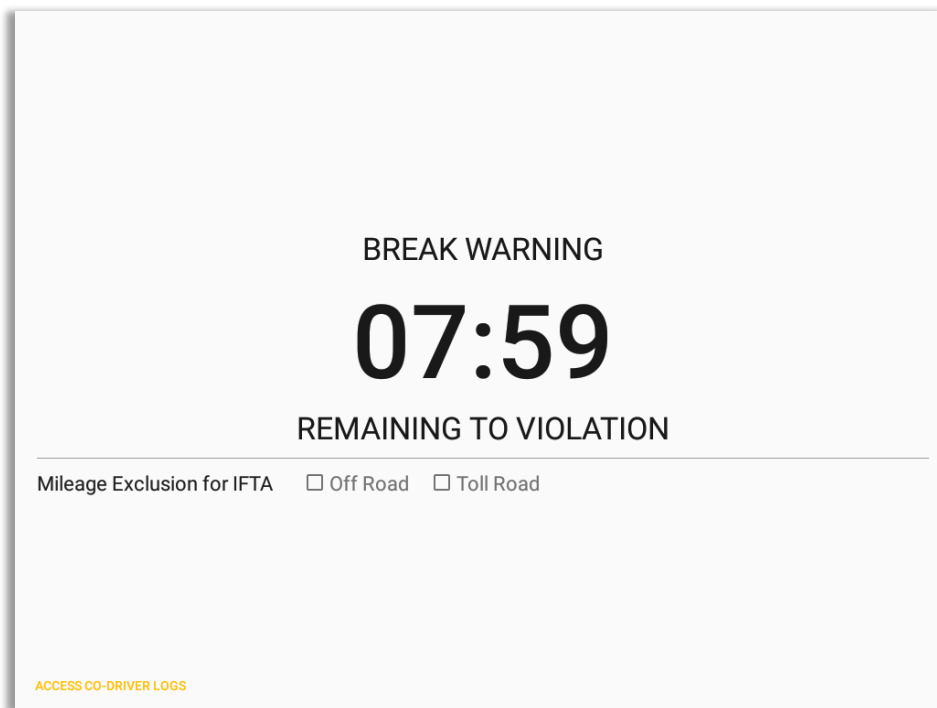 BREAK WARNING
07:59
REMAINING TO VIOLATION
Mileage Exclusion for IFTA Off Road Toll Road
ACCESS CO-DRIVER LOGS